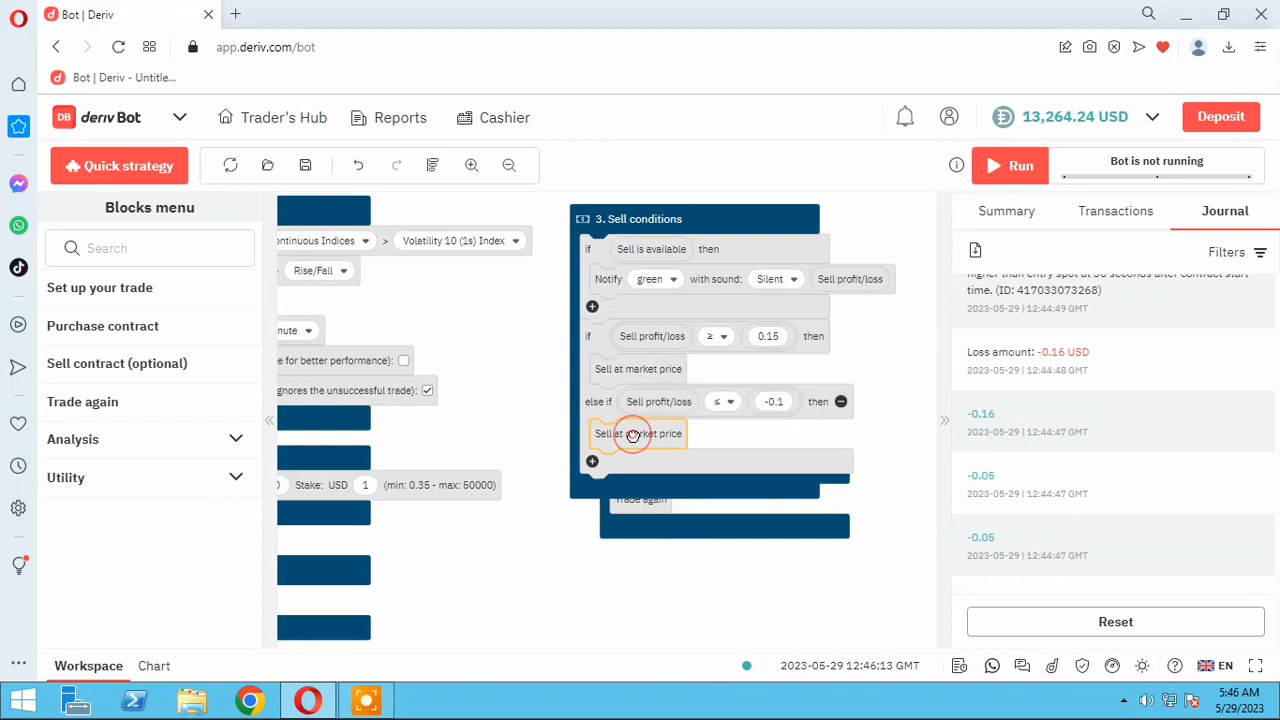 Bot | Deriv
app.deriv.com/bot
Bot | Deriv - Untitle...
DB deriv Bot
Trader's Hub
Reports
Cashier
13,264.24 USD
Deposit
Quick strategy
Run
Bot is not running
Blocks menu
Search
Set up your trade
Purchase contract
Sell contract (optional)
Trade again
Analysis
Utility
ontinuous Indices > Volatility 10 (1s) Index
Rise/Fall
nute
e for better performance):
gnores the unsuccessful trade):
Stake: USD 1 (min: 0.35 - max: 50000)
3. Sell conditions
if Sell is available then
Notify green with sound: Silent Sell profit/loss
if Sell profit/loss ≥ 0.15 then
Sell at market price
else if Sell profit/loss ≤ -0.1 then
Sell at market price
Trade again
Summary
Transactions
Journal
Filters
higher than entry spot at 58 seconds after contract start
time. (ID: 417033073268)
2023-05-29 | 12:44:49 GMT
Loss amount: -0.16 USD
2023-05-29 | 12:44:48 GMT
-0.16
2023-05-29 | 12:44:47 GMT
-0.05
2023-05-29 | 12:44:47 GMT
-0.05
2023-05-29 | 12:44:47 GMT
Reset
Workspace
Chart
2023-05-29 12:46:13 GMT
EN
5:46 AM
5/29/2023